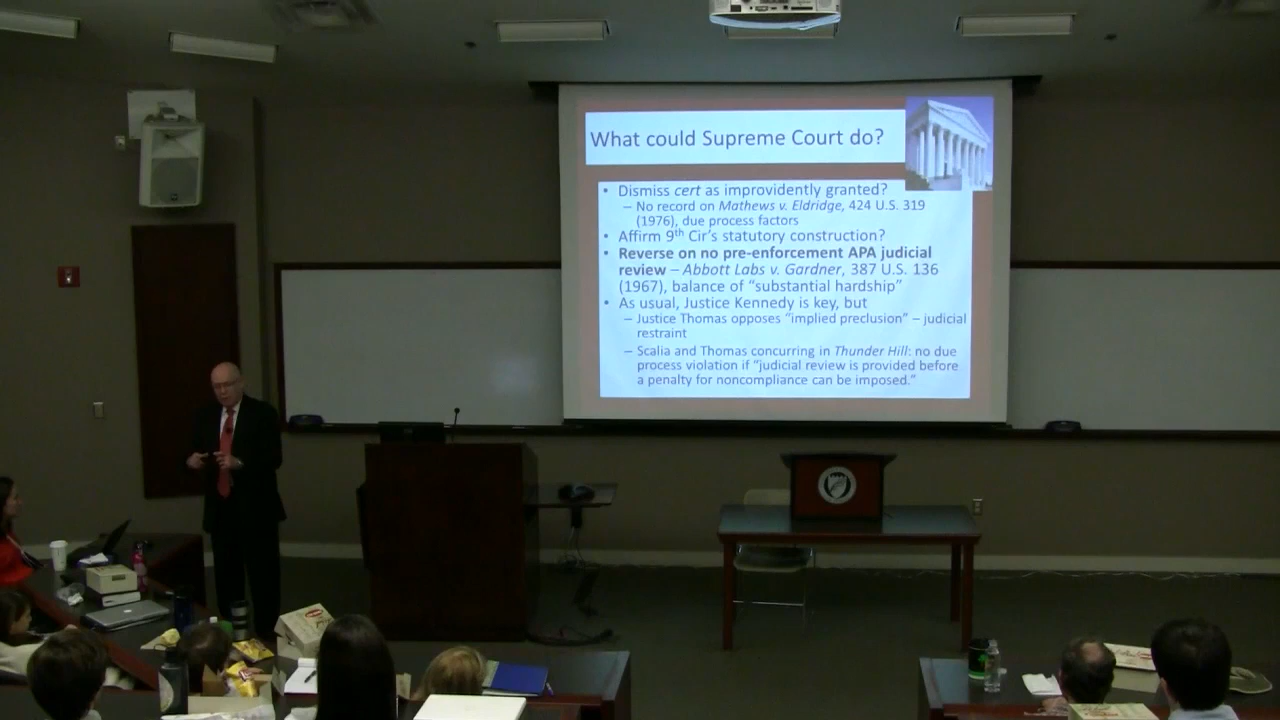 What could Supreme Court do?
• Dismiss cert as improvidently granted?
– No record on Mathews v. Eldridge, 424 U.S. 319
(1976), due process factors
• Affirm 9th Cir's statutory construction?
• Reverse on no pre-enforcement APA judicial
review – Abbott Labs v. Gardner, 387 U.S. 136
(1967), balance of "substantial hardship"
• As usual, Justice Kennedy is key, but
– Justice Thomas opposes "implied preclusion" – judicial
restraint
– Scalia and Thomas concurring in Thunder Hill: no due
process violation if "judicial review is provided before
a penalty for noncompliance can be imposed."